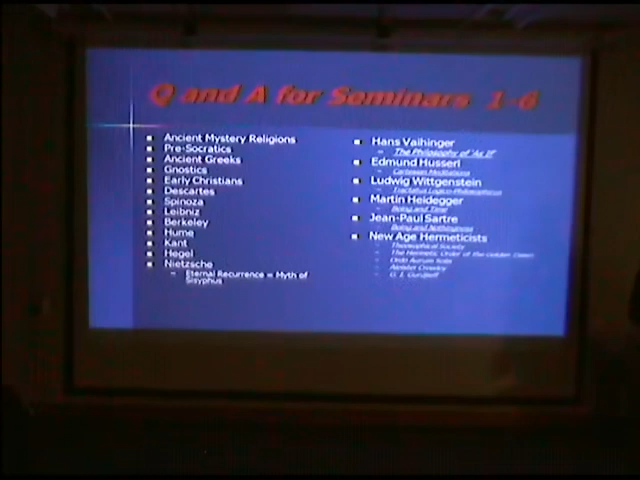 Q and A for Seminars 1-6
Ancient Mystery Religions
Pre-Socratics
Ancient Greeks
Gnostics
Early Christians
Descartes
Spinoza
Leibniz
Berkeley
Hume
Kant
Hegel
Nietzsche
– Eternal Recurrence = Myth of
Sisyphus
Hans Vaihinger
– The Philosophy of 'As If'
Edmund Husserl
– Cartesian Meditations
Ludwig Wittgenstein
– Tractatus Logico-Philosophicus
Martin Heidegger
– Being and Time
Jean-Paul Sartre
– Being and Nothingness
New Age Hermeticists
– Theosophical Society
– The Hermetic Order of the Golden Dawn
– Ordo Aurum Solis
– Aleister Crowley
– G. I. Gurdjieff